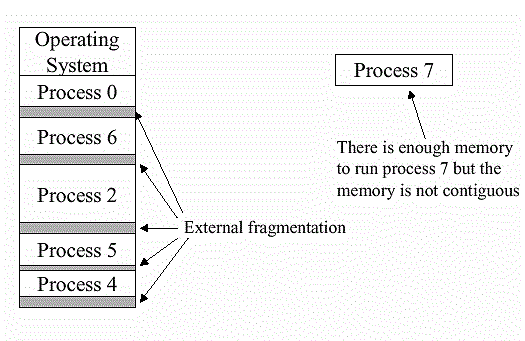 Operating
System
Process 0
Process 6
Process 2
Process 5
Process 4
External fragmentation
Process 7
There is enough memory
to run process 7 but the
memory is not contiguous